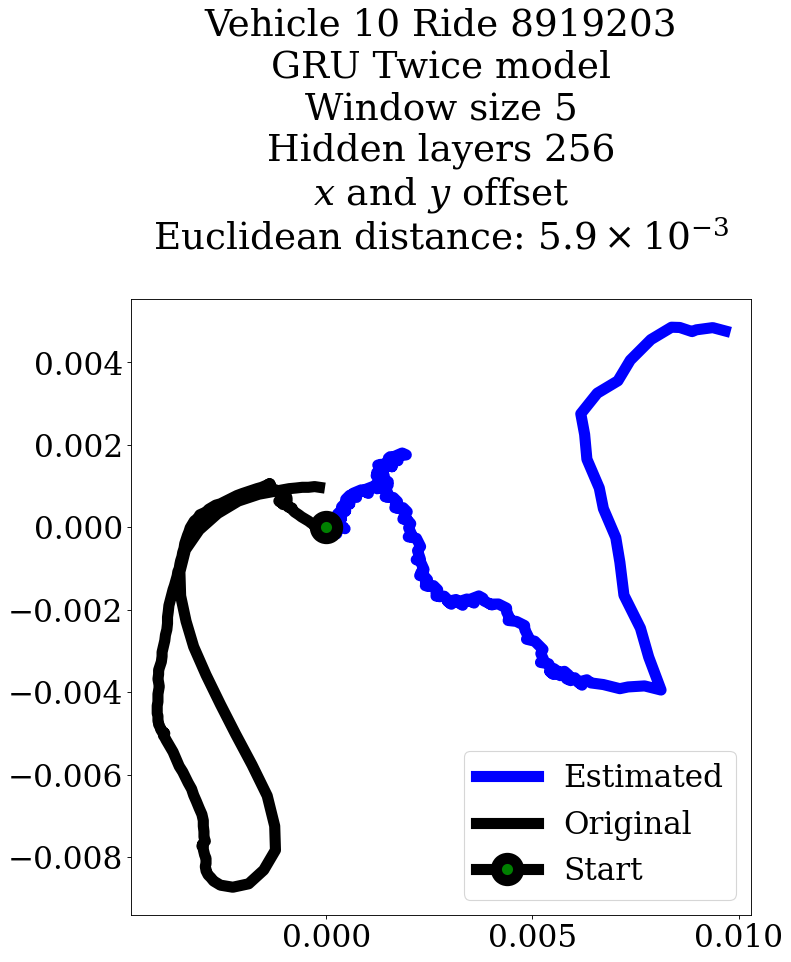 Vehicle 10 Ride 8919203
GRU Twice model
Window size 5
Hidden layers 256
x and y offset
Euclidean distance: 5.9 × 10⁻³
0.004
0.002
0.000
−0.002
−0.004
−0.006
−0.008
Estimated
Original
Start
0.000 0.005 0.010